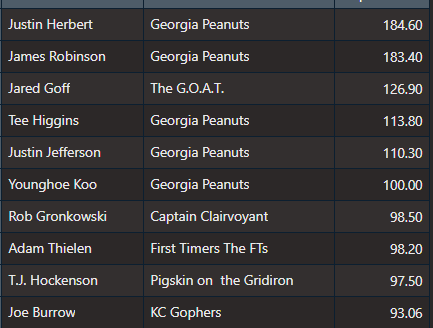 Justin Herbert Georgia Peanuts 184.60
James Robinson Georgia Peanuts 183.40
Jared Goff The G.O.A.T. 126.90
Tee Higgins Georgia Peanuts 113.80
Justin Jefferson Georgia Peanuts 110.30
Younghoe Koo Georgia Peanuts 100.00
Rob Gronkowski Captain Clairvoyant 98.50
Adam Thielen First Timers The FTs 98.20
T.J. Hockenson Pigskin on the Gridiron 97.50
Joe Burrow KC Gophers 93.06